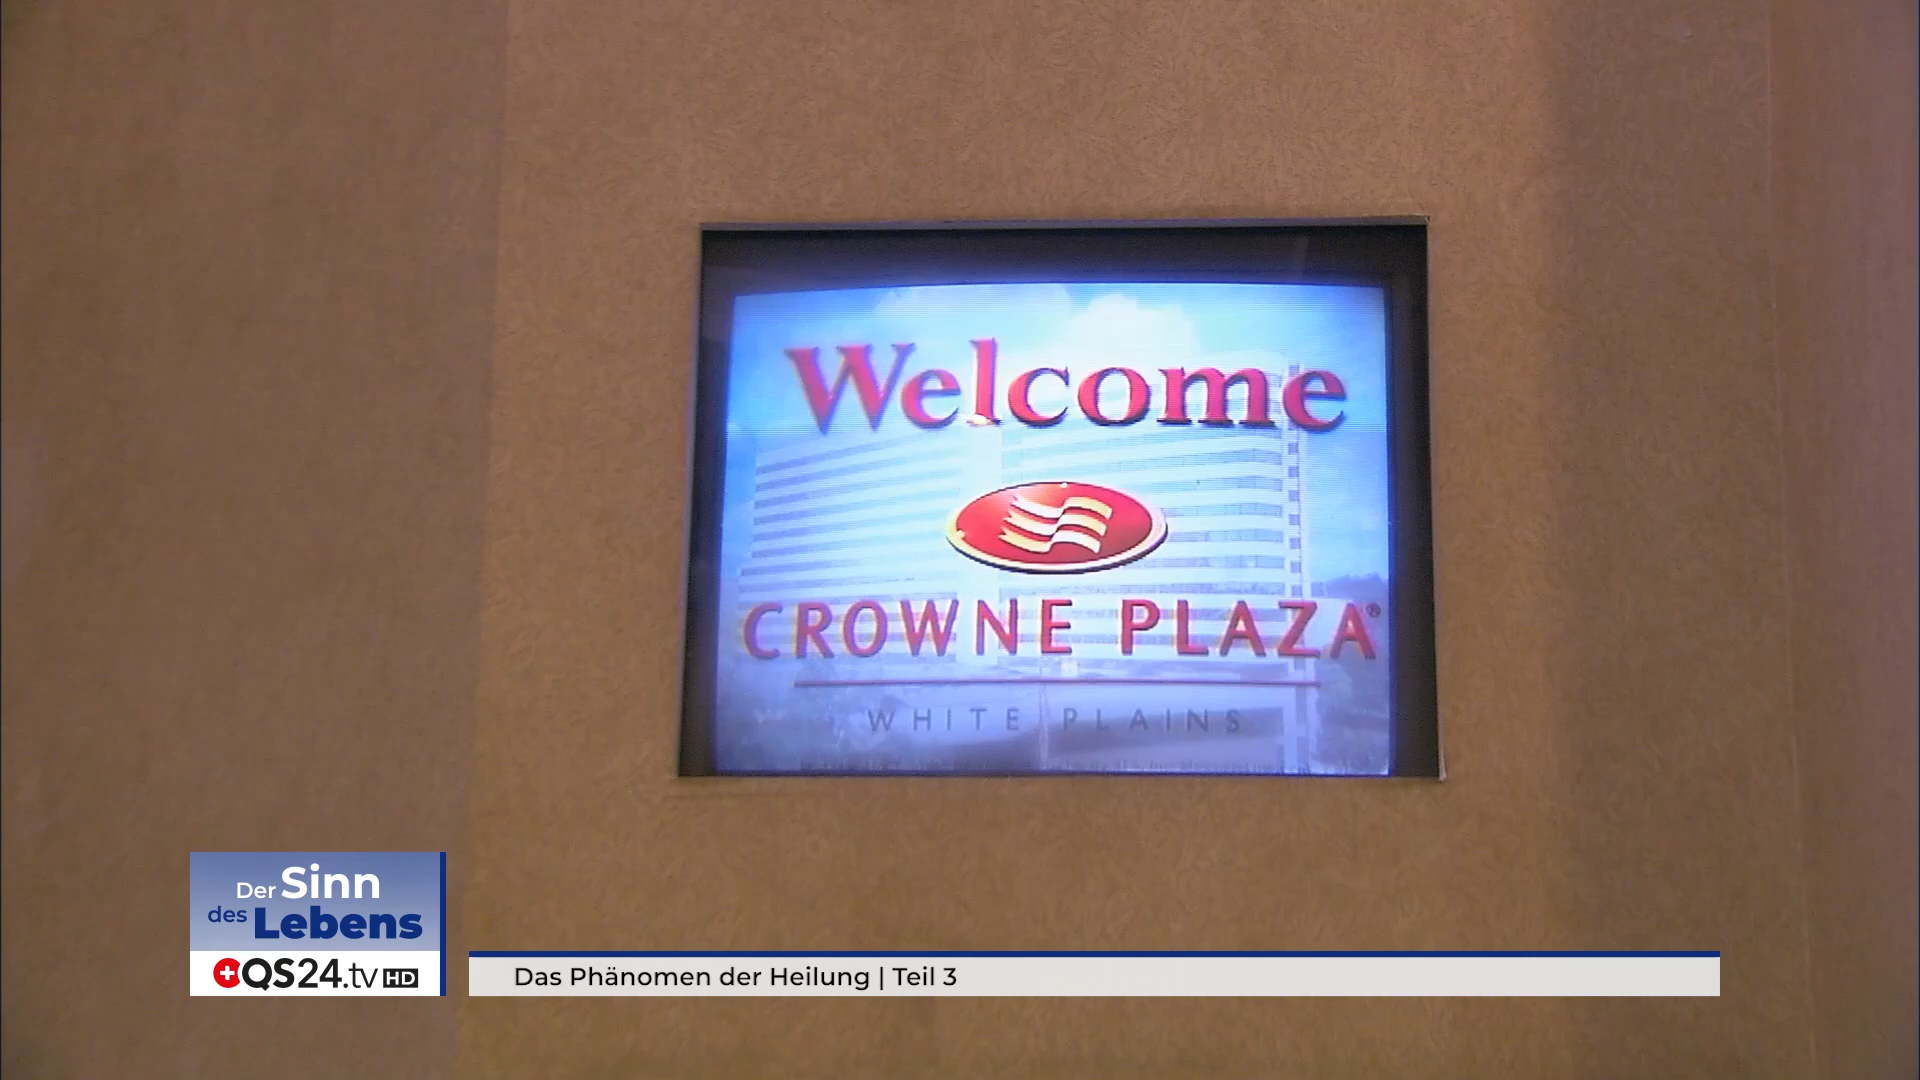 Welcome
CROWNE PLAZA®
WHITE PLAINS
Der Sinn
des Lebens
QS24.tv HD
Das Phänomen der Heilung | Teil 3